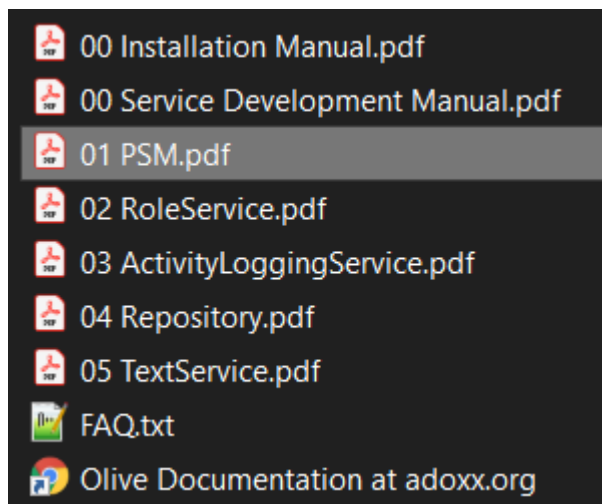 00 Installation Manual.pdf
00 Service Development Manual.pdf
01 PSM.pdf
02 RoleService.pdf
03 ActivityLoggingService.pdf
04 Repository.pdf
05 TextService.pdf
FAQ.txt
Olive Documentation at adoxx.org